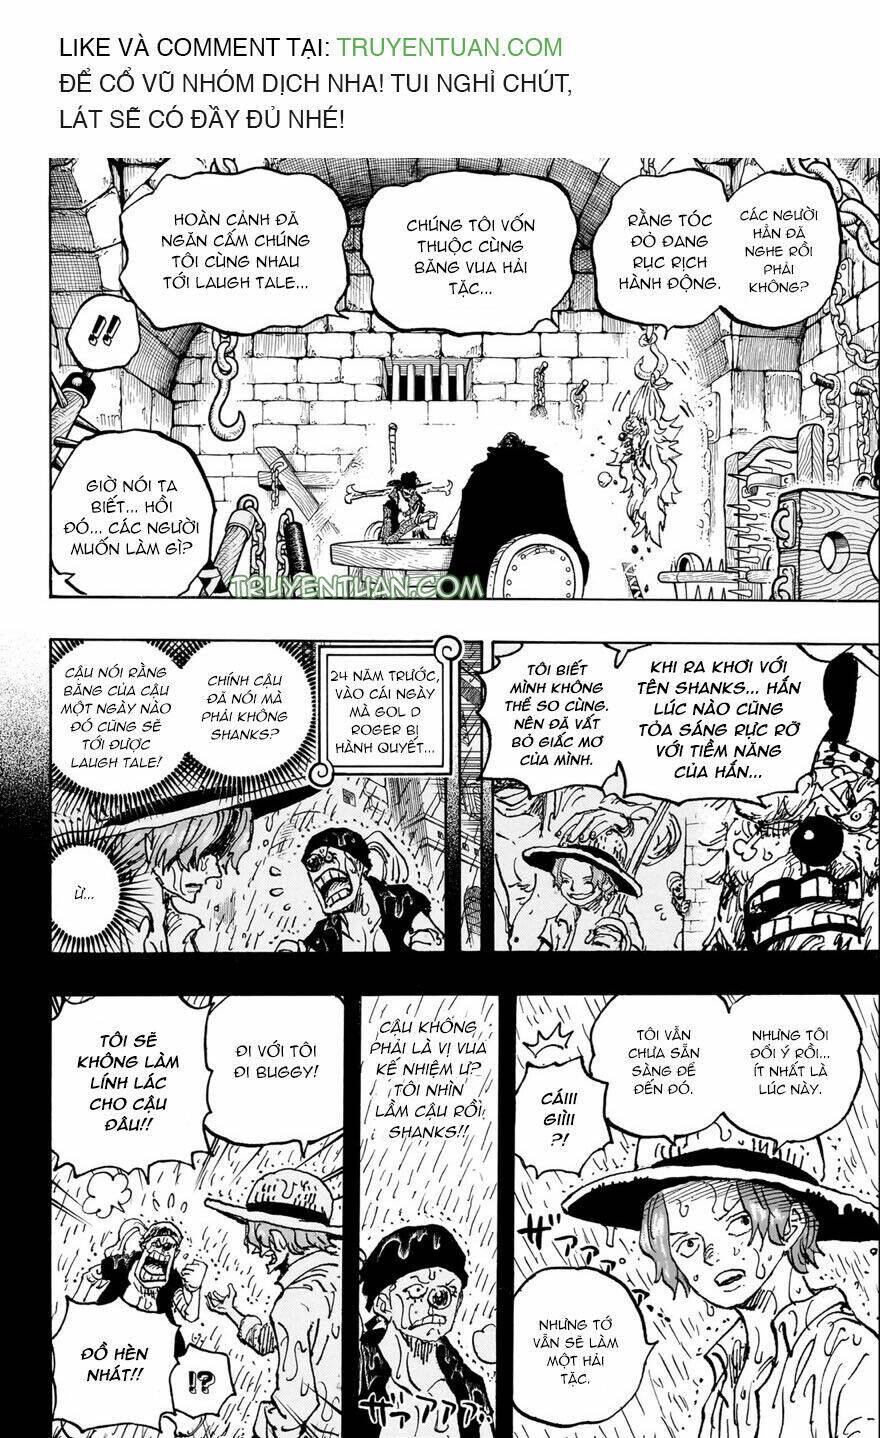 LIKE VÀ COMMENT TẠI: TRUYENTUAN.COM
ĐỂ CỔ VŨ NHÓM DỊCH NHA! TUI NGHỈ CHÚT,
LÁT SẼ CÓ ĐẦY ĐỦ NHÉ!
CÁC NGƯỜI
HẲN ĐÃ
NGHE RỒI
PHẢI
KHÔNG?
RẰNG TÓC
ĐỎ ĐANG
RỤC RỊCH
HÀNH ĐỘNG.
CHÚNG TÔI VỐN
THUỘC CÙNG
BĂNG VUA HẢI
TẶC...
HOÀN CẢNH ĐÃ
NGĂN CẤM CHÚNG
TÔI CÙNG NHAU
TỚI LAUGH TALE...
!!
GIỜ NÓI TA
BIẾT... HỒI
ĐÓ... CÁC NGƯỜI
MUỐN LÀM GÌ?
TRUYENTUAN.COM
KHI RA KHƠI VỚI
TÊN SHANKS... HẮN
LÚC NÀO CŨNG
TỎA SÁNG RỰC RỠ
VỚI TIỀM NĂNG
CỦA HẮN...
TÔI BIẾT
MÌNH KHÔNG
THỂ SO CÙNG.
NÊN ĐÃ VẤT
BỎ GIẤC MƠ
CỦA MÌNH.
24 NĂM TRƯỚC,
VÀO CÁI NGÀY
MÀ GOL D
ROGER BỊ
HÀNH QUYẾT...
CHÍNH CẬU
ĐÃ NÓI MÀ
PHẢI KHÔNG
SHANKS?
CẬU NÓI RẰNG
BĂNG CỦA CẬU
MỘT NGÀY NÀO
ĐÓ CŨNG SẼ
TỚI ĐƯỢC
LAUGH TALE!
Ừ...
NHƯNG TÔI
ĐỔI Ý RỒI...
ÍT NHẤT LÀ
LÚC NÀY.
TÔI VẪN
CHƯA SẴN
SÀNG ĐỂ
ĐẾN ĐÓ.
CÁIII
GÌÌII
?!
NHƯNG TỚ
VẪN SẼ LÀM
MỘT HẢI
TẶC.
ザアアア
CẬU KHÔNG
PHẢI LÀ VỊ VUA
KẾ NHIỆM Ư?
TÔI NHÌN
LẦM CẬU RỒI,
SHANKS!!
ザアアアア
ĐI VỚI TÔI
ĐI BUGGY!
TÔI SẼ
KHÔNG LÀM
LÍNH LÁC
CHO CẬU
ĐÂU!!
ĐỒ HÈN
NHÁT!!
!?